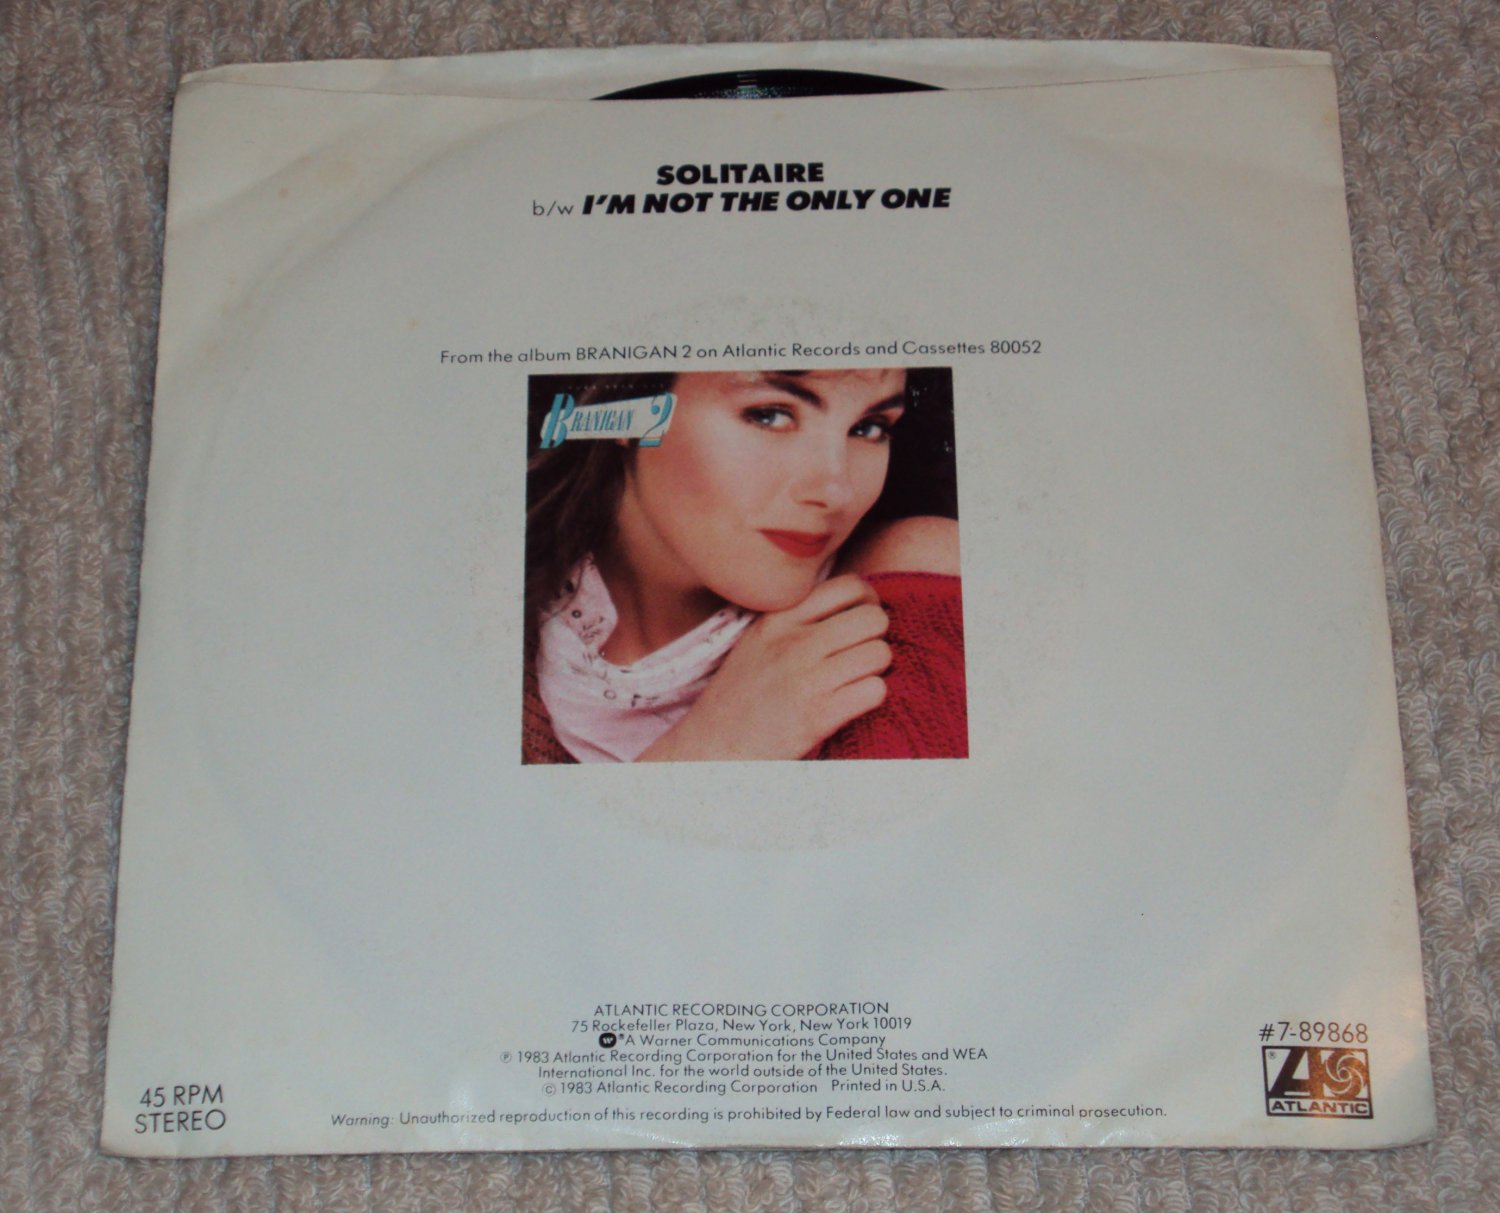 SOLITAIRE
b/w I'M NOT THE ONLY ONE
From the album BRANIGAN 2 on Atlantic Records and Cassettes 80052
BRANIGAN 2
ATLANTIC RECORDING CORPORATION
75 Rockefeller Plaza, New York, New York 10019
W ® A Warner Communications Company
℗ 1983 Atlantic Recording Corporation for the United States and WEA
International Inc. for the world outside of the United States.
© 1983 Atlantic Recording Corporation Printed in U.S.A.
Warning: Unauthorized reproduction of this recording is prohibited by Federal law and subject to criminal prosecution.
45 RPM
STEREO
#7-89868
®
ATLANTIC